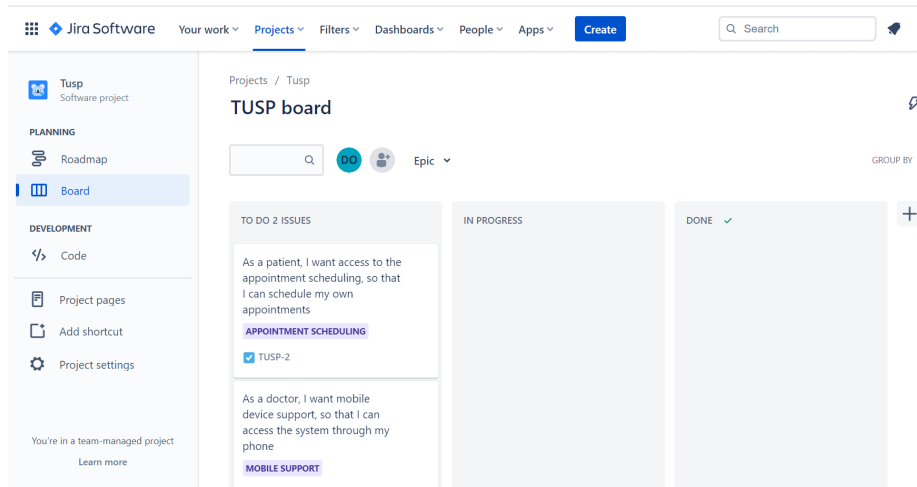 Jira Software Your work Projects Filters Dashboards People Apps Create Search
Tusp
Software project
PLANNING
Roadmap
Board
DEVELOPMENT
Code
Project pages
Add shortcut
Project settings
You're in a team-managed project
Learn more
Projects / Tusp
TUSP board
DO Epic GROUP BY
TO DO 2 ISSUES
As a patient, I want access to the
appointment scheduling, so that
I can schedule my own
appointments
APPOINTMENT SCHEDULING
TUSP-2
As a doctor, I want mobile
device support, so that I can
access the system through my
phone
MOBILE SUPPORT
IN PROGRESS
DONE